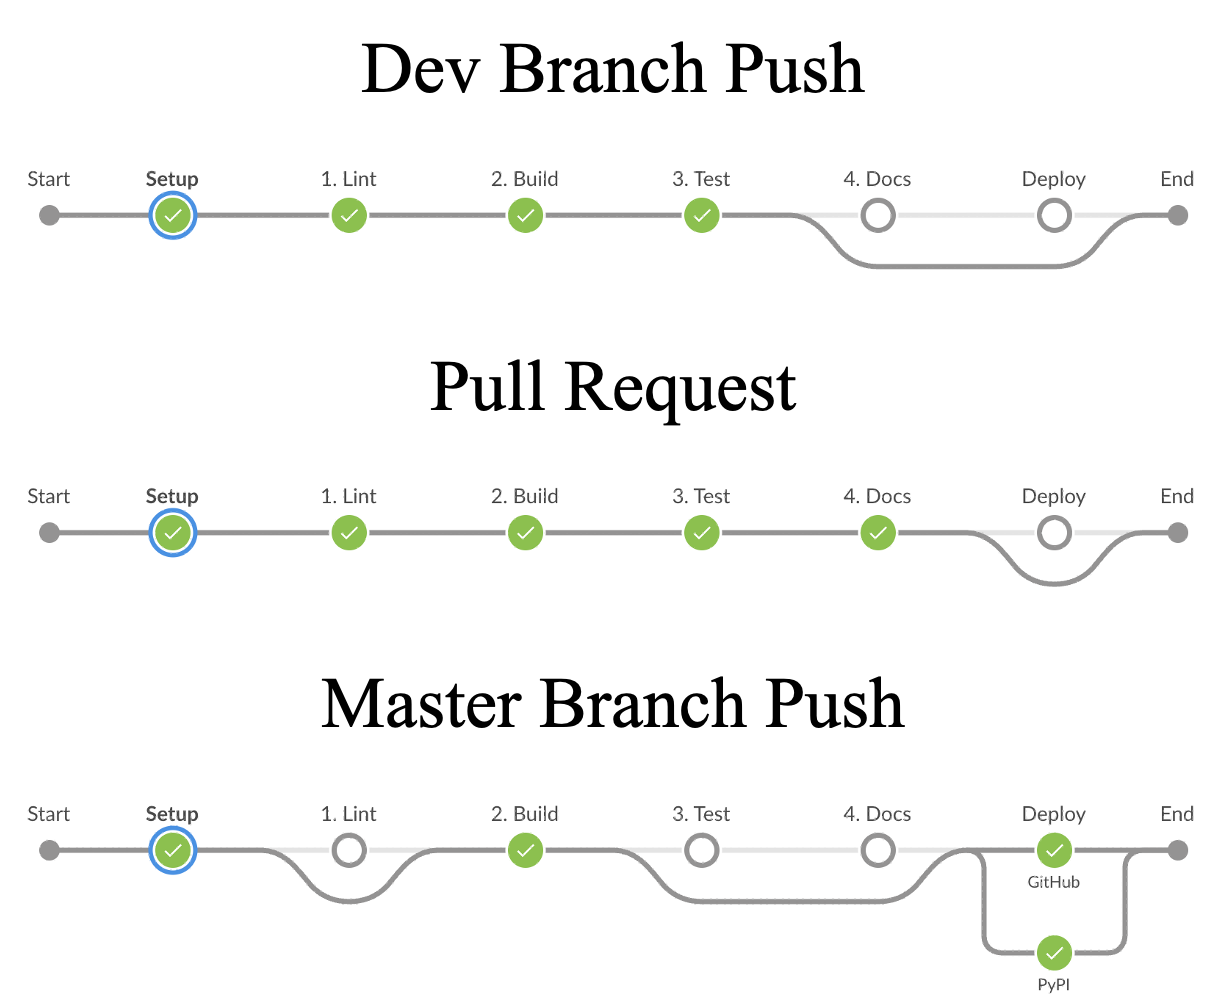 Dev Branch Push
Start Setup 1. Lint 2. Build 3. Test 4. Docs Deploy End
Pull Request
Start Setup 1. Lint 2. Build 3. Test 4. Docs Deploy End
Master Branch Push
Start Setup 1. Lint 2. Build 3. Test 4. Docs Deploy End
GitHub
PyPI